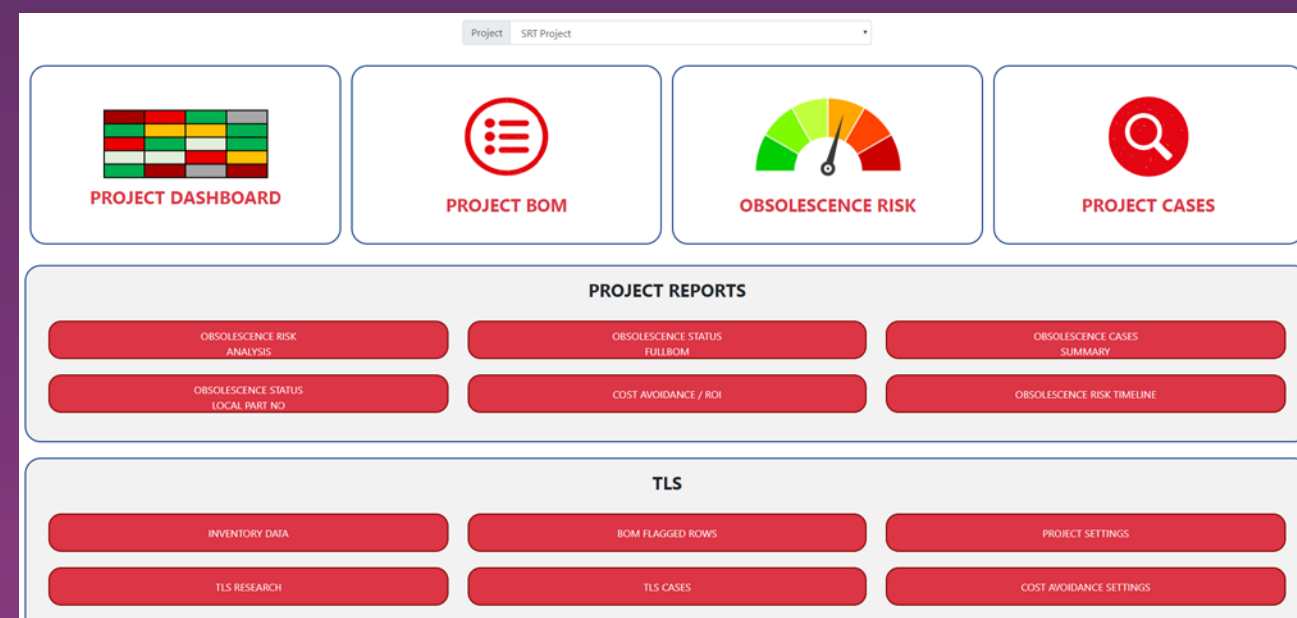 Project SRT Project
PROJECT DASHBOARD
PROJECT BOM
OBSOLESCENCE RISK
PROJECT CASES
PROJECT REPORTS
OBSOLESCENCE RISK
ANALYSIS
OBSOLESCENCE STATUS
FULLBOM
OBSOLESCENCE CASES
SUMMARY
OBSOLESCENCE STATUS
LOCAL PART NO
COST AVOIDANCE / ROI
OBSOLESCENCE RISK TIMELINE
TLS
INVENTORY DATA
BOM FLAGGED ROWS
PROJECT SETTINGS
TLS RESEARCH
TLS CASES
COST AVOIDANCE SETTINGS